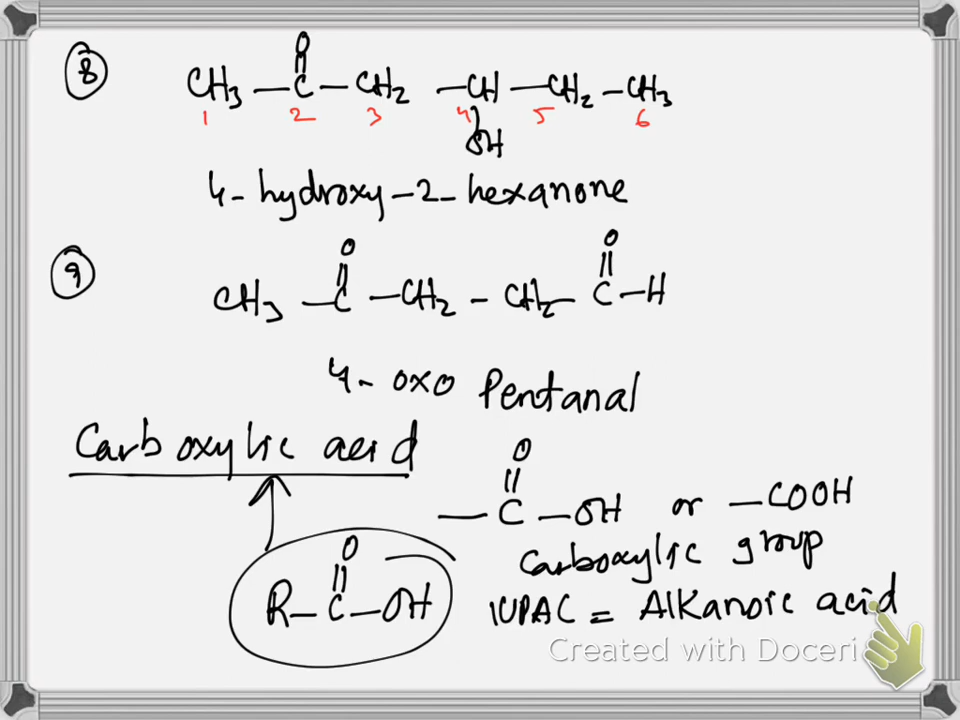 8
CH3 — C — CH2 — CH — CH2 — CH3
O
1 2 3 4 5 6
OH
4-hydroxy-2-hexanone
9
O O
CH3 — C — CH2 — CH2 — C — H
4-oxo Pentanal
Carboxylic acid
O
— C — OH or — COOH
Carboxylic group
O
R — C — OH
IUPAC = Alkanoic acid
Created with Doceri